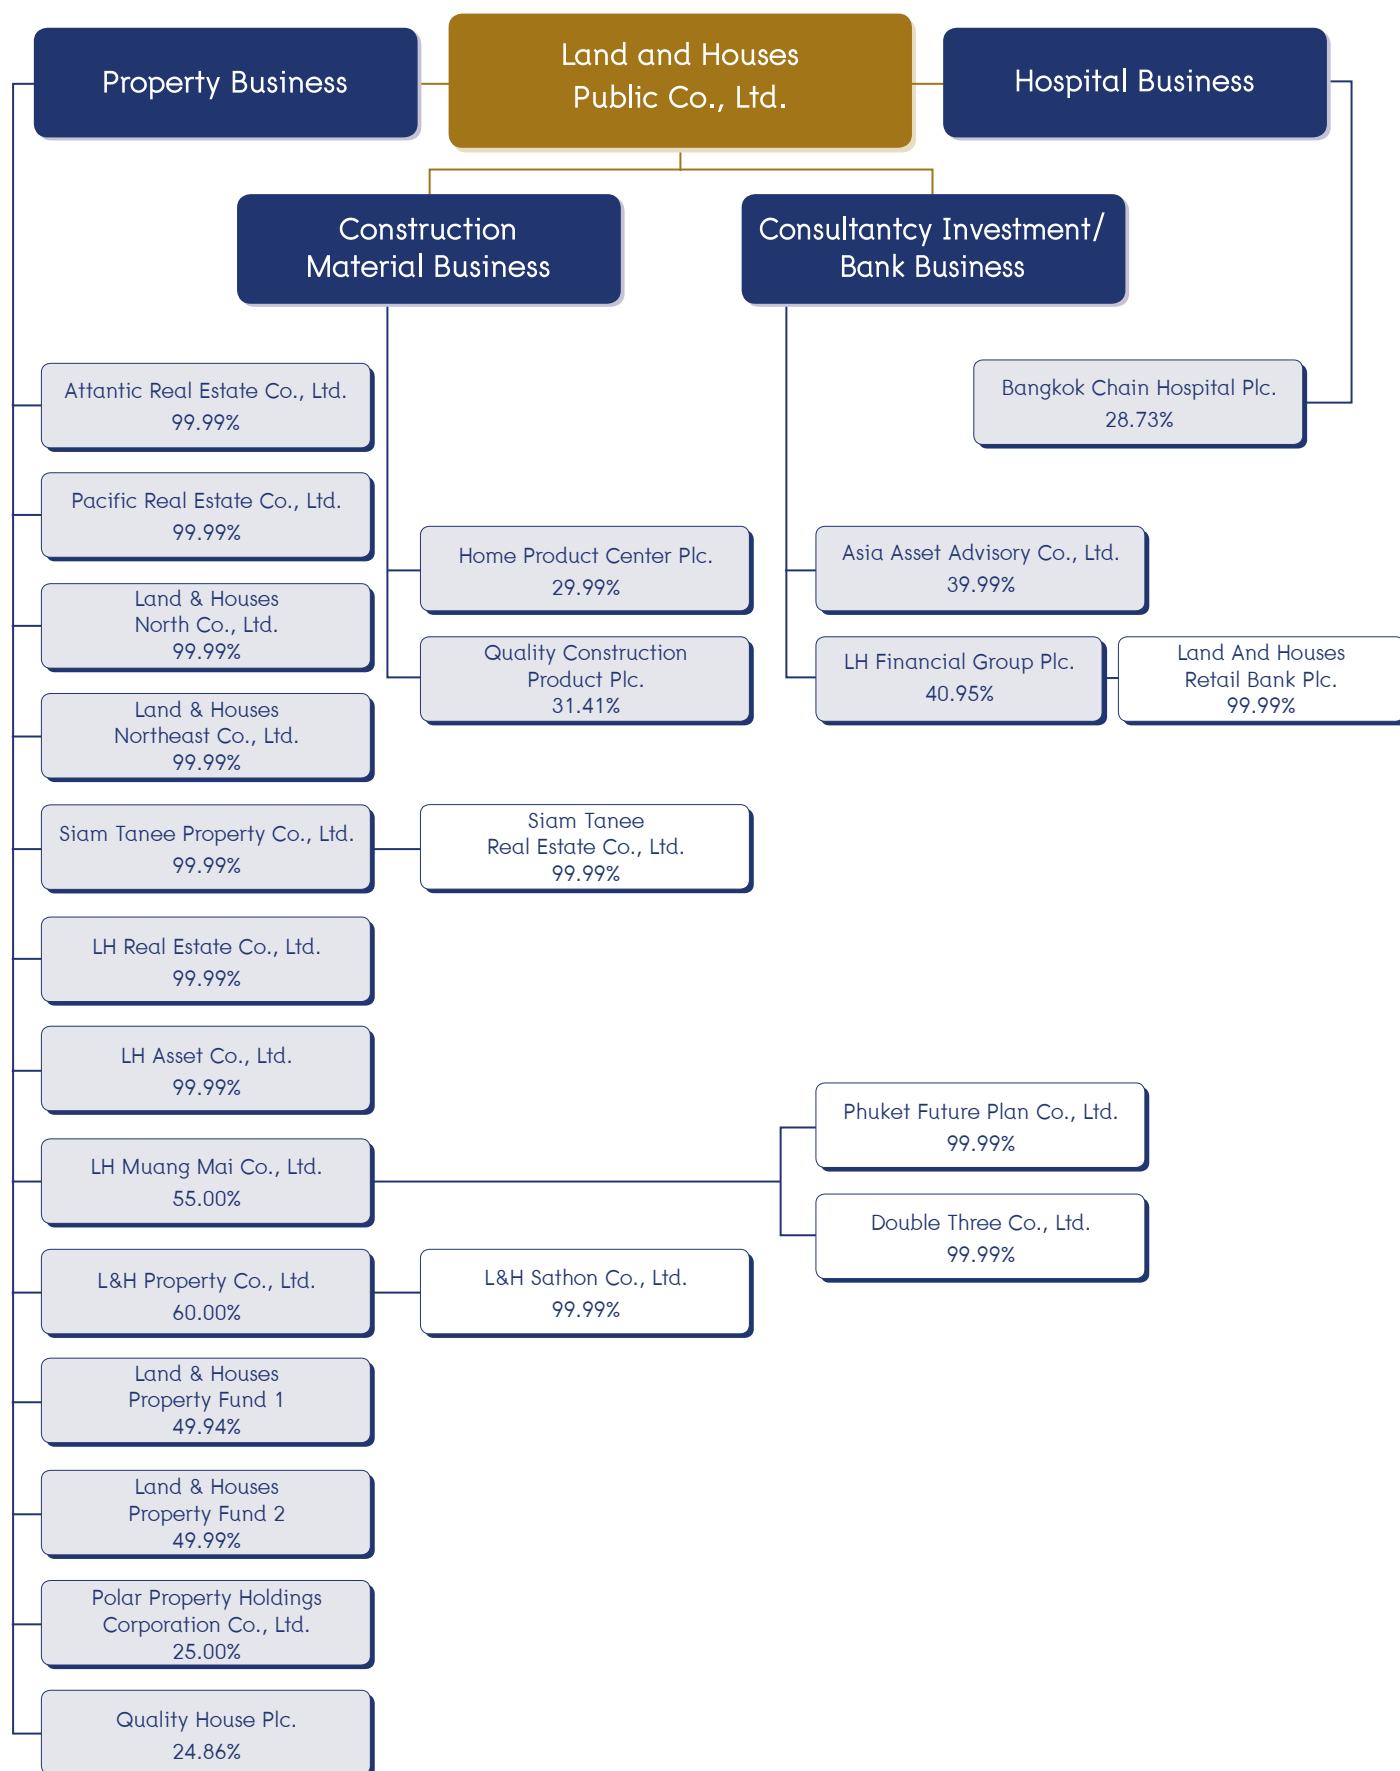 Land and Houses
Public Co., Ltd.
Property Business
Hospital Business
Construction
Material Business
Consultantcy Investment/
Bank Business
Attantic Real Estate Co., Ltd.
99.99%
Pacific Real Estate Co., Ltd.
99.99%
Land & Houses
North Co., Ltd.
99.99%
Land & Houses
Northeast Co., Ltd.
99.99%
Siam Tanee Property Co., Ltd.
99.99%
Siam Tanee
Real Estate Co., Ltd.
99.99%
LH Real Estate Co., Ltd.
99.99%
LH Asset Co., Ltd.
99.99%
LH Muang Mai Co., Ltd.
55.00%
Phuket Future Plan Co., Ltd.
99.99%
Double Three Co., Ltd.
99.99%
L&H Property Co., Ltd.
60.00%
L&H Sathon Co., Ltd.
99.99%
Land & Houses
Property Fund 1
49.94%
Land & Houses
Property Fund 2
49.99%
Polar Property Holdings
Corporation Co., Ltd.
25.00%
Quality House Plc.
24.86%
Home Product Center Plc.
29.99%
Quality Construction
Product Plc.
31.41%
Asia Asset Advisory Co., Ltd.
39.99%
LH Financial Group Plc.
40.95%
Land And Houses
Retail Bank Plc.
99.99%
Bangkok Chain Hospital Plc.
28.73%